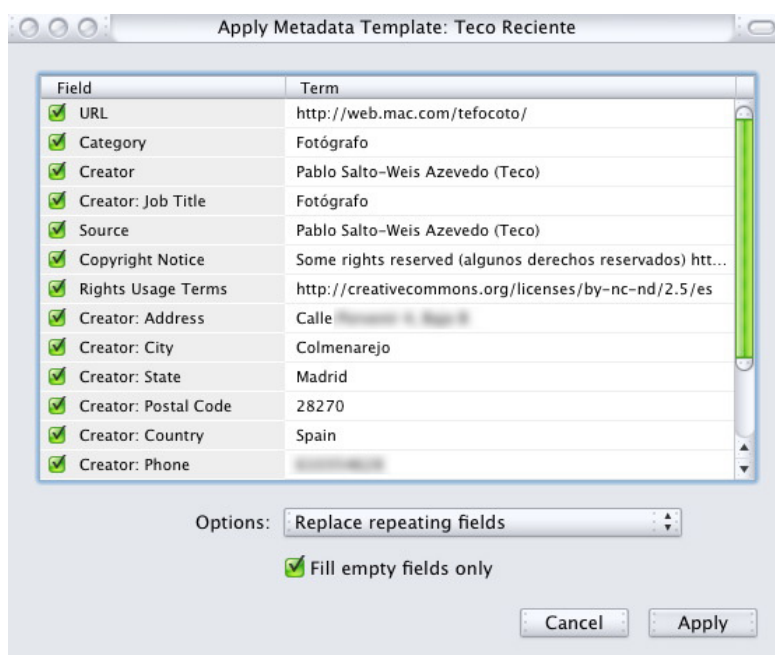 Apply Metadata Template: Teco Reciente
Field Term
URL http://web.mac.com/tefocoto/
Category Fotógrafo
Creator Pablo Salto-Weis Azevedo (Teco)
Creator: Job Title Fotógrafo
Source Pablo Salto-Weis Azevedo (Teco)
Copyright Notice Some rights reserved (algunos derechos reservados) htt...
Rights Usage Terms http://creativecommons.org/licenses/by-nc-nd/2.5/es
Creator: Address Calle
Creator: City Colmenarejo
Creator: State Madrid
Creator: Postal Code 28270
Creator: Country Spain
Creator: Phone
Options: Replace repeating fields
Fill empty fields only
Cancel Apply